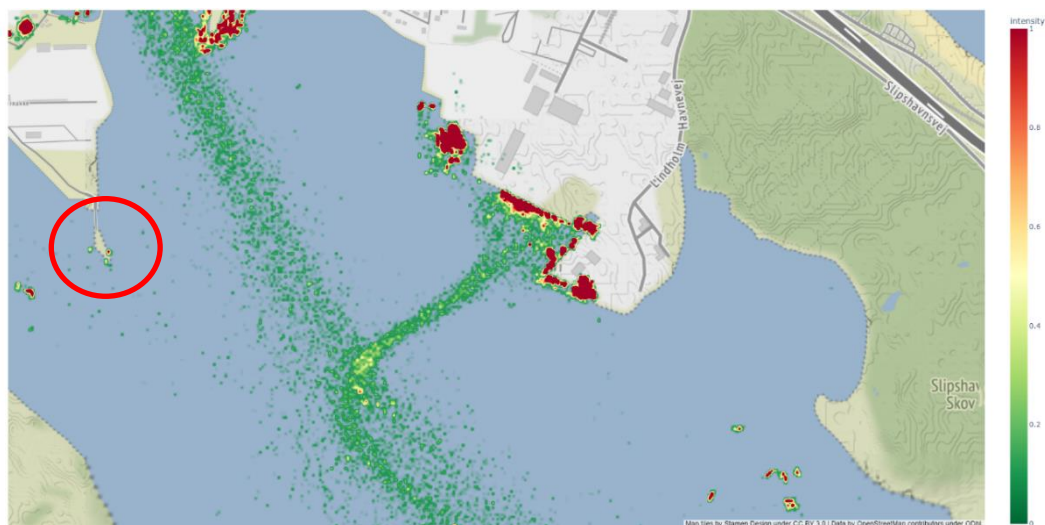 intensity
1
0.8
0.6
0.4
0.2
0
Slipshavnsvej
Lindholm Havnevej
Slipshav
Skov
Map tiles by Stamen Design under CC BY 3.0 | Data by OpenStreetMap contributors under ODbL